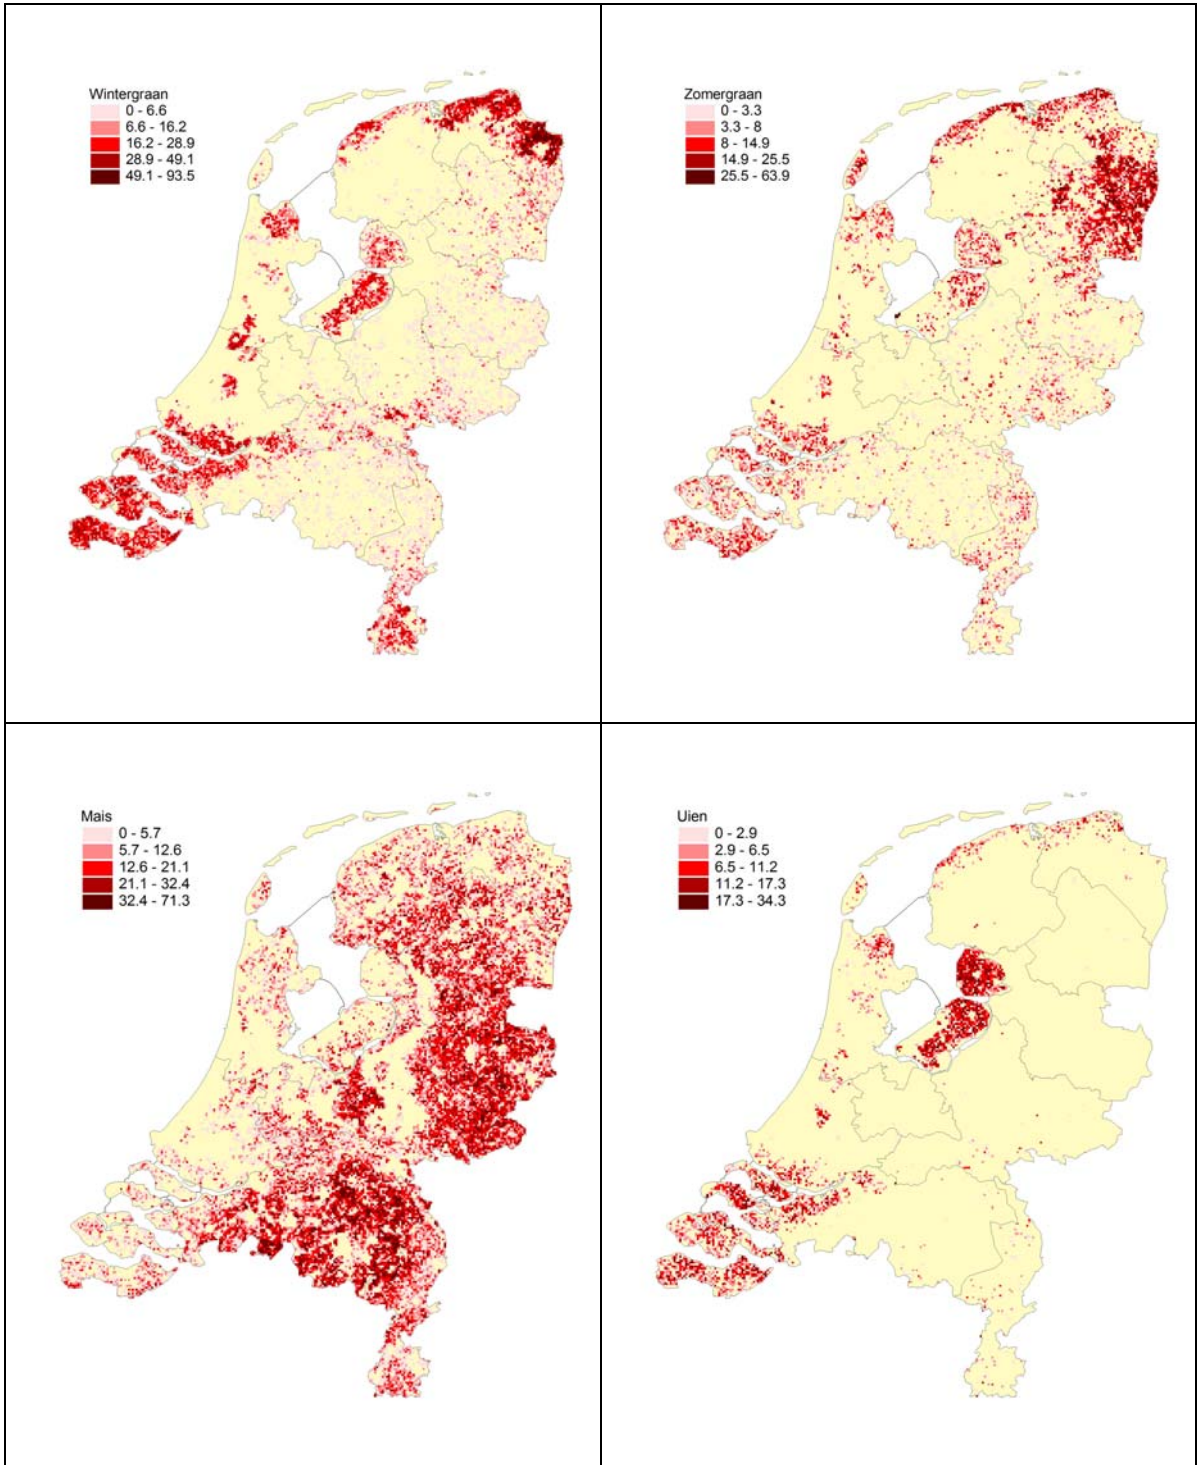 Wintergraan
0 - 6.6
6.6 - 16.2
16.2 - 28.9
28.9 - 49.1
49.1 - 93.5
Zomergraan
0 - 3.3
3.3 - 8
8 - 14.9
14.9 - 25.5
25.5 - 63.9
Mais
0 - 5.7
5.7 - 12.6
12.6 - 21.1
21.1 - 32.4
32.4 - 71.3
Uien
0 - 2.9
2.9 - 6.5
6.5 - 11.2
11.2 - 17.3
17.3 - 34.3